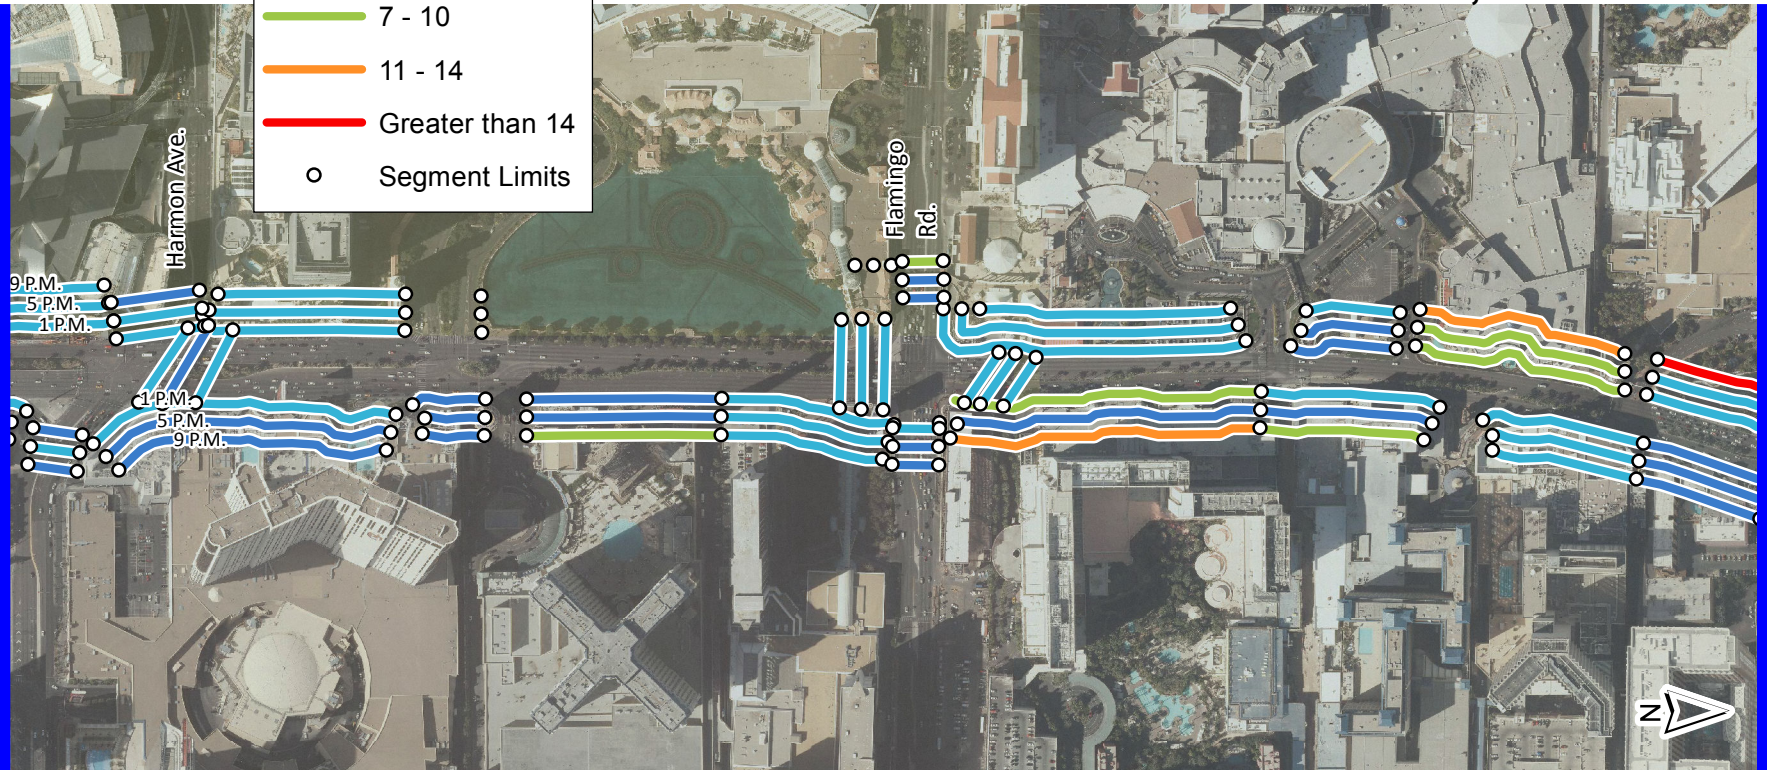 7 - 10
11 - 14
Greater than 14
Segment Limits
Harmon Ave.
Flamingo
Rd.
9 P.M.
5 P.M.
1 P.M.
1 P.M.
5 P.M.
9 P.M.
N